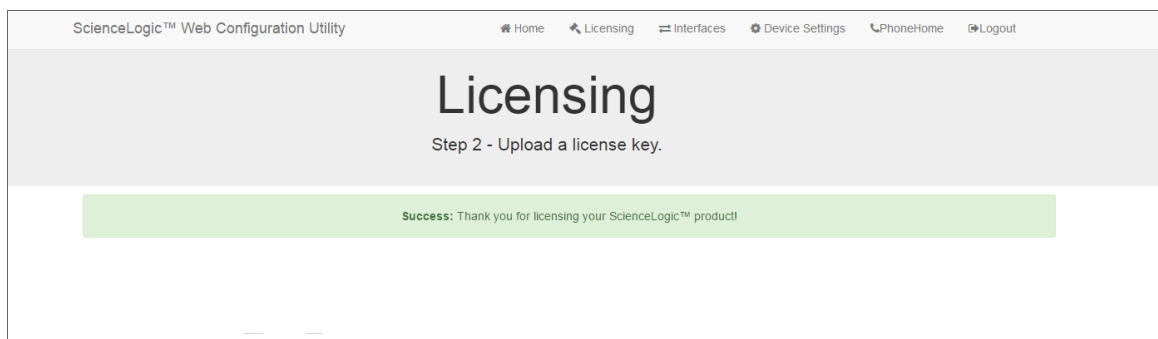 ScienceLogic™ Web Configuration Utility Home Licensing Interfaces Device Settings PhoneHome Logout
Licensing
Step 2 - Upload a license key.
Success: Thank you for licensing your ScienceLogic™ product!